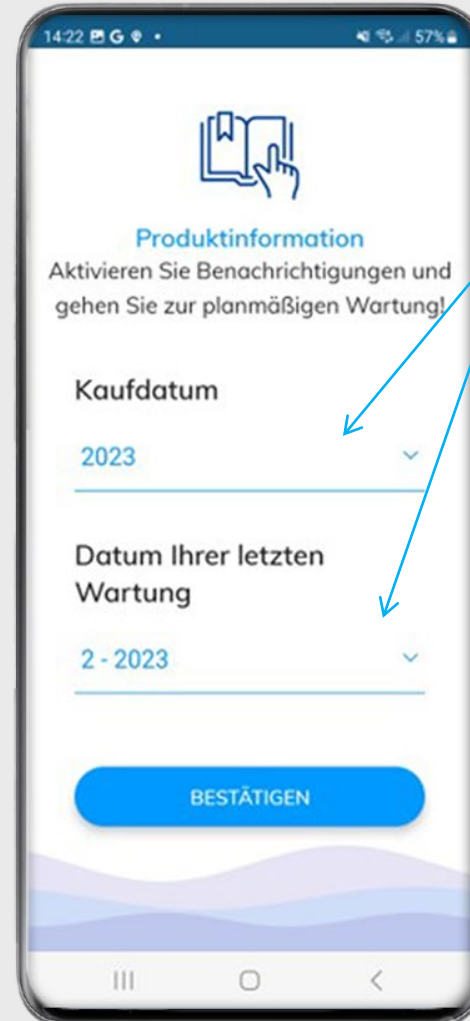 14:22 G 57%
Produktinformation
Aktivieren Sie Benachrichtigungen und
gehen Sie zur planmäßigen Wartung!
Kaufdatum
2023
Datum Ihrer letzten
Wartung
2 - 2023
BESTÄTIGEN